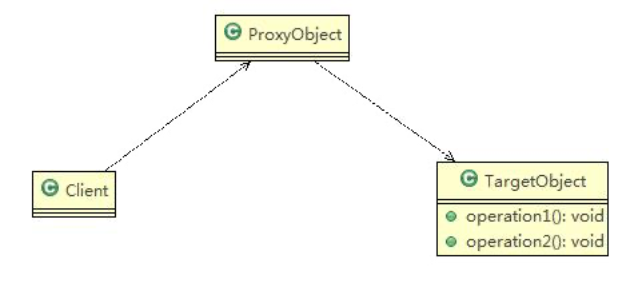 C ProxyObject
C Client
C TargetObject
operation1(): void
operation2(): void